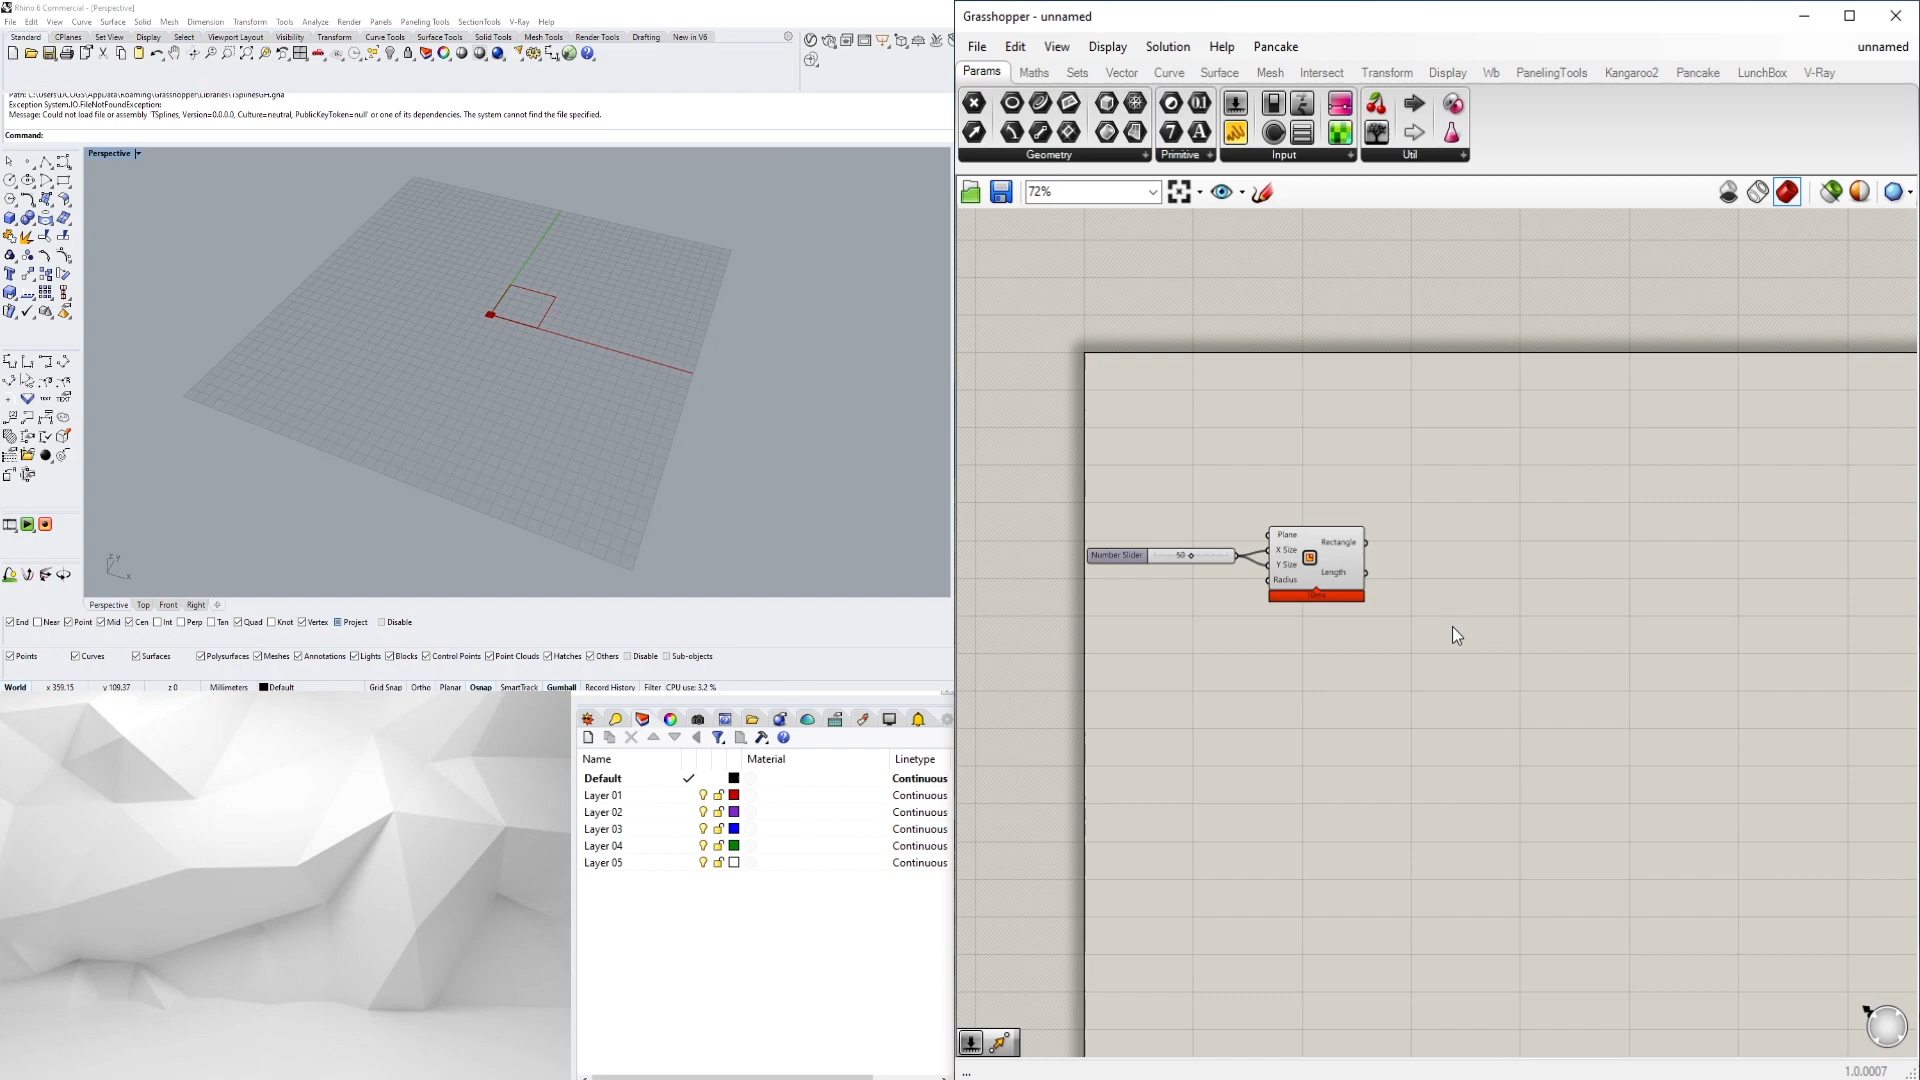 Rhino 6 Commercial - [Perspective]
File Edit View Curve Surface Solid Mesh Dimension Transform Tools Analyze Render Panels Paneling Tools SectionTools V-Ray Help
Standard CPlanes Set View Display Select Viewport Layout Visibility Transform Curve Tools Surface Tools Solid Tools Mesh Tools Render Tools Drafting New in V6
Path: C:\Users\DCOGS\AppData\Roaming\Grasshopper\Libraries\TSplinesGH.gha
Exception System.IO.FileNotFoundException:
Message: Could not load file or assembly 'TSplines, Version=0.0.0.0, Culture=neutral, PublicKeyToken=null' or one of its dependencies. The system cannot find the file specified.
Command:
Perspective
z y
x
Perspective Top Front Right
End Near Point Mid Cen Int Perp Tan Quad Knot Vertex Project Disable
Points Curves Surfaces Polysurfaces Meshes Annotations Lights Blocks Control Points Point Clouds Hatches Others Disable Sub-objects
World x 359.15 y 109.37 z 0 Millimeters Default Grid Snap Ortho Planar Osnap SmartTrack Gumball Record History Filter CPU use: 3.2 %
Name Material Linetype
Default Continuous
Layer 01 Continuous
Layer 02 Continuous
Layer 03 Continuous
Layer 04 Continuous
Layer 05 Continuous
Grasshopper - unnamed
File Edit View Display Solution Help Pancake unnamed
Params Maths Sets Vector Curve Surface Mesh Intersect Transform Display Wb PanelingTools Kangaroo2 Pancake LunchBox V-Ray
Geometry Primitive Input Util
72%
Number Slider 50
Plane
X Size
Y Size
Radius
Rectangle
Length
10ms
...
1.0.0007